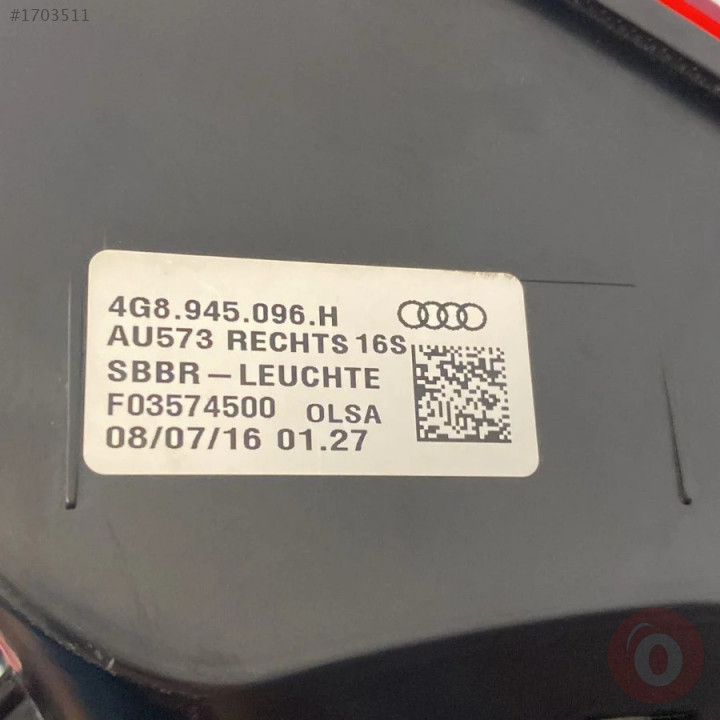 #1703511
4G8.945.096.H
AU573 RECHTS 16S
SBBR-LEUCHTE
F03574500 OLSA
08/07/16 01.27
o